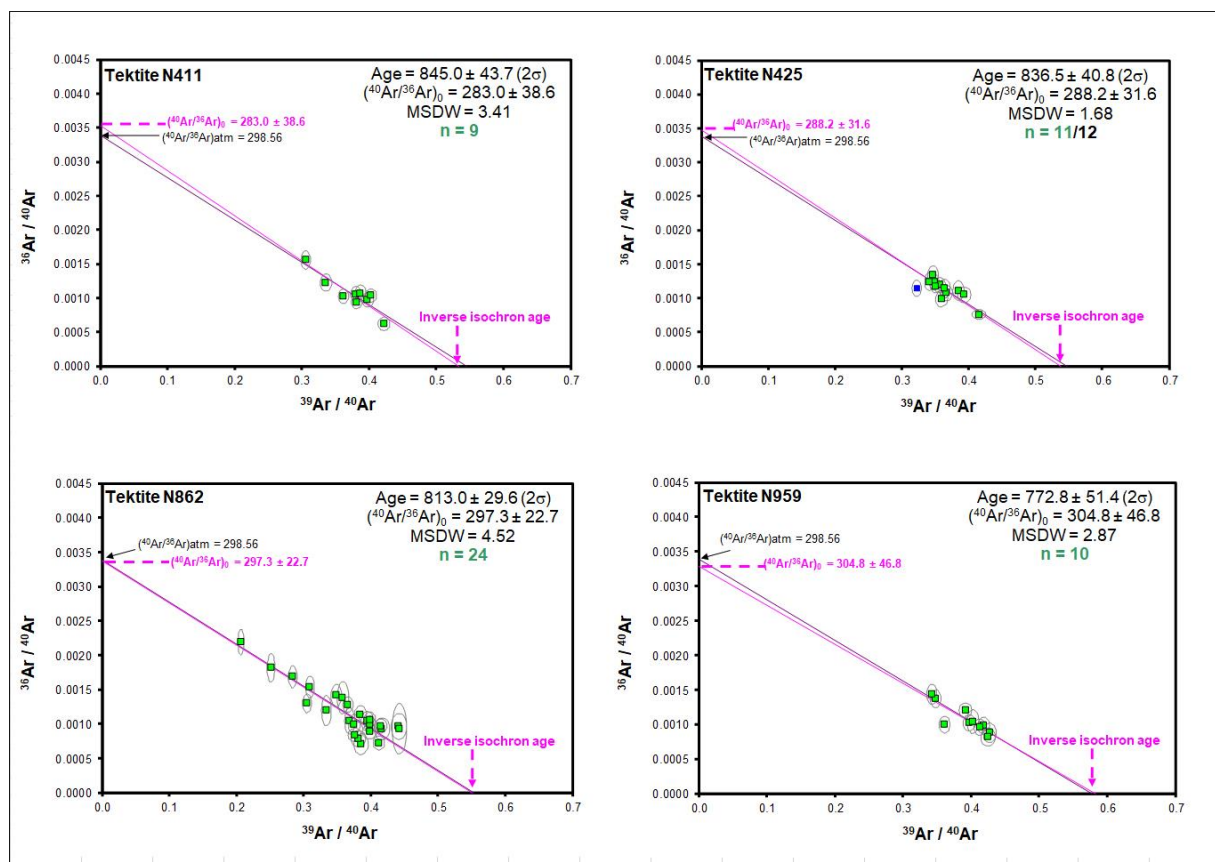 Tektite N411
Age = 845.0 ± 43.7 (2σ)
(⁴⁰Ar/³⁶Ar)₀ = 283.0 ± 38.6
MSDW = 3.41
n = 9
(⁴⁰Ar/³⁶Ar)₀ = 283.0 ± 38.6
(⁴⁰Ar/³⁶Ar)atm = 298.56
Inverse isochron age
³⁶Ar / ⁴⁰Ar
0.0045
0.0040
0.0035
0.0030
0.0025
0.0020
0.0015
0.0010
0.0005
0.0000
0.0 0.1 0.2 0.3 0.4 0.5 0.6 0.7
³⁹Ar / ⁴⁰Ar
Tektite N425
Age = 836.5 ± 40.8 (2σ)
(⁴⁰Ar/³⁶Ar)₀ = 288.2 ± 31.6
MSDW = 1.68
n = 11/12
(⁴⁰Ar/³⁶Ar)₀ = 288.2 ± 31.6
(⁴⁰Ar/³⁶Ar)atm = 298.56
Inverse isochron age
³⁶Ar / ⁴⁰Ar
0.0045
0.0040
0.0035
0.0030
0.0025
0.0020
0.0015
0.0010
0.0005
0.0000
0.0 0.1 0.2 0.3 0.4 0.5 0.6 0.7
³⁹Ar / ⁴⁰Ar
Tektite N862
Age = 813.0 ± 29.6 (2σ)
(⁴⁰Ar/³⁶Ar)₀ = 297.3 ± 22.7
MSDW = 4.52
n = 24
(⁴⁰Ar/³⁶Ar)atm = 298.56
(⁴⁰Ar/³⁶Ar)₀ = 297.3 ± 22.7
Inverse isochron age
³⁶Ar / ⁴⁰Ar
0.0045
0.0040
0.0035
0.0030
0.0025
0.0020
0.0015
0.0010
0.0005
0.0000
0.0 0.1 0.2 0.3 0.4 0.5 0.6 0.7
³⁹Ar / ⁴⁰Ar
Tektite N959
Age = 772.8 ± 51.4 (2σ)
(⁴⁰Ar/³⁶Ar)₀ = 304.8 ± 46.8
MSDW = 2.87
n = 10
(⁴⁰Ar/³⁶Ar)atm = 298.56
(⁴⁰Ar/³⁶Ar)₀ = 304.8 ± 46.8
Inverse isochron age
³⁶Ar / ⁴⁰Ar
0.0045
0.0040
0.0035
0.0030
0.0025
0.0020
0.0015
0.0010
0.0005
0.0000
0.0 0.1 0.2 0.3 0.4 0.5 0.6 0.7
³⁹Ar / ⁴⁰Ar